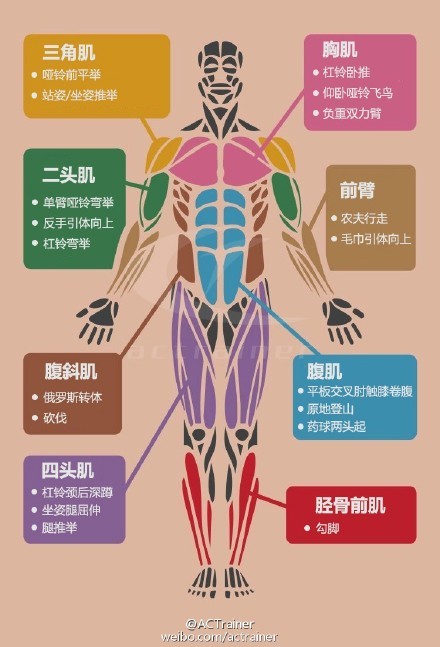 三角肌
哑铃前平举
站姿/坐姿推举
胸肌
杠铃卧推
仰卧哑铃飞鸟
负重双力臂
二头肌
单臂哑铃弯举
反手引体向上
杠铃弯举
前臂
农夫行走
毛巾引体向上
actrainer
腹斜肌
俄罗斯转体
砍伐
腹肌
平板交叉肘触膝卷腹
原地登山
药球两头起
四头肌
杠铃颈后深蹲
坐姿腿屈伸
腿推举
胫骨前肌
勾脚
@ACTrainer
weibo.com/actrainer